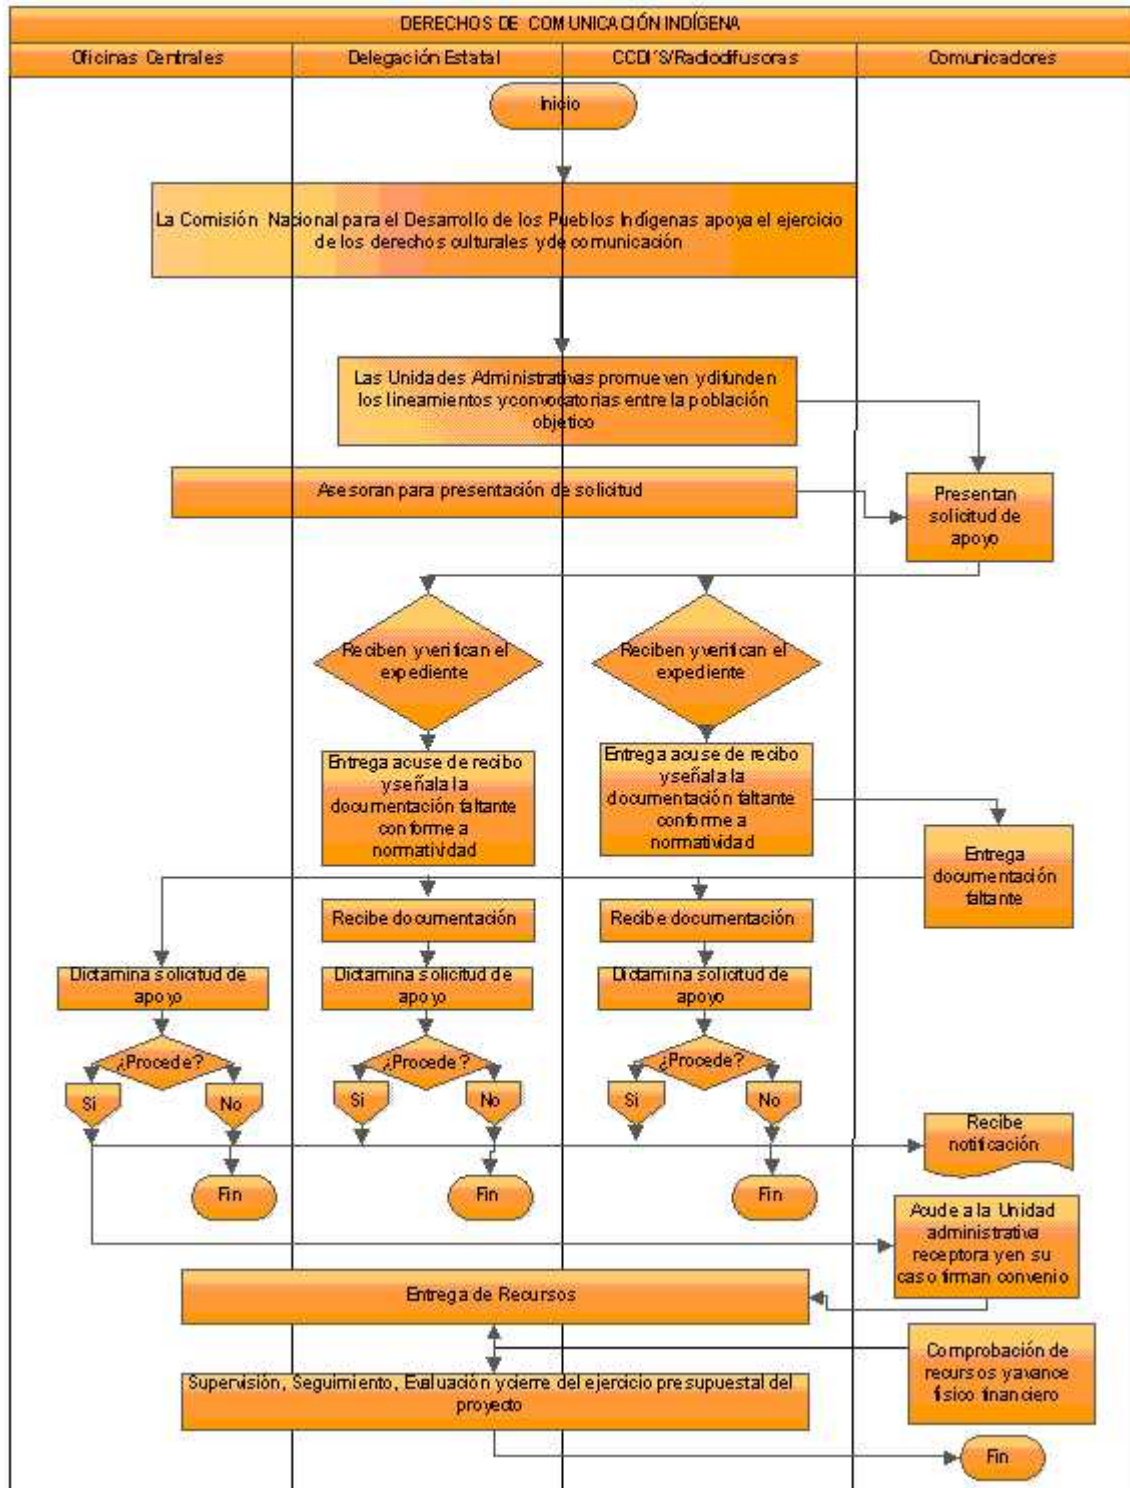 DERECHOS DE COMUNICACIÓN INDÍGENA
Oficinas Centrales
Delegación Estatal
CCDI´S/Radiodifusoras
Comunicadores
Inicio
La Comisión Nacional para el Desarrollo de los Pueblos Indígenas apoya el ejercicio
de los derechos culturales y de comunicación
Las Unidades Administrativas promueven y difunden
los lineamientos y convocatorias entre la población
objetico
Asesoran para presentación de solicitud
Presentan
solicitud de
apoyo
Reciben y verifican el
expediente
Reciben y verifican el
expediente
Entrega acuse de recibo
y señala la
documentación faltante
conforme a
normatividad
Entrega acuse de recibo
y señala la
documentación faltante
conforme a
normatividad
Entrega
documentación
faltante
Recibe documentación
Recibe documentación
Dictamina solicitud de
apoyo
Dictamina solicitud de
apoyo
Dictamina solicitud de
apoyo
¿Procede?
¿Procede?
¿Procede?
Si
No
Si
No
Si
No
Recibe
notificación
Fin
Fin
Fin
Acude a la Unidad
administrativa
receptora y en su
caso firman convenio
Entrega de Recursos
Comprobación de
recursos y avance
físico financiero
Supervisión, Seguimiento, Evaluación y cierre del ejercicio presupuestal del
proyecto
Fin